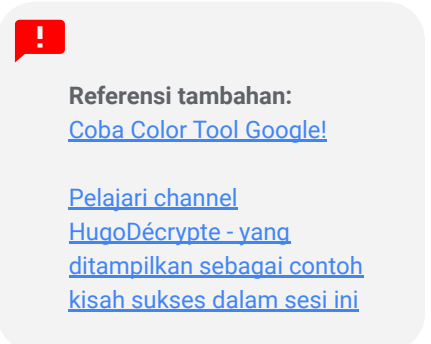 Referensi tambahan:
Coba Color Tool Google!
Pelajari channel
HugoDécrypte - yang
ditampilkan sebagai contoh
kisah sukses dalam sesi ini